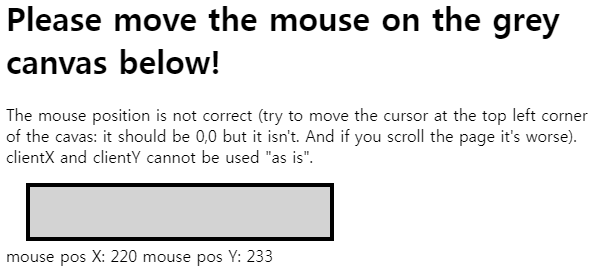 Please move the mouse on the grey
canvas below!
The mouse position is not correct (try to move the cursor at the top left corner
of the cavas: it should be 0,0 but it isn't. And if you scroll the page it's worse).
clientX and clientY cannot be used "as is".
mouse pos X: 220 mouse pos Y: 233